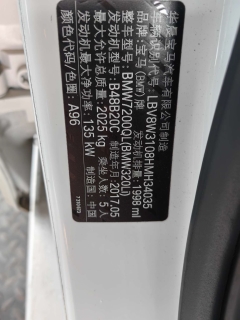 华晨宝马汽车有限公司制造
车辆识别代号:LBV8W3108HMH34035
品牌:宝马(BMW) 发动机排量:1998 ml
整车型号:BMW7200QL(BMW320Li)
发动机型号:B48B20C 制造年月:2017.05
最大允许总质量:2025 kg 乘坐人数:5人
发动机最大净功率:135 kW 制造国:中国
车身颜色/色圈:A96